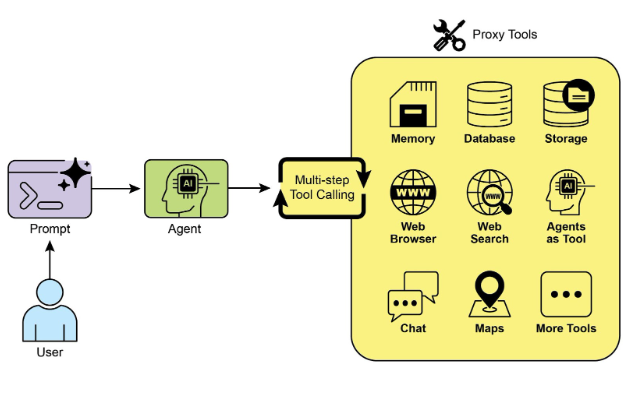 Proxy Tools
Memory
Database
Storage
AI
Multi-step
Tool Calling
WWW
Web
Browser
WWW
Web
Search
AI
Agents
as Tool
Prompt
Agent
User
Chat
Maps
More Tools